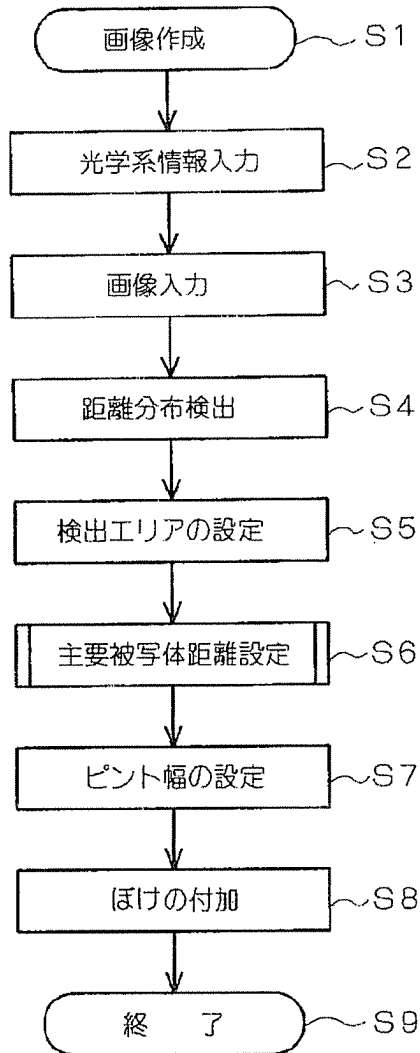 画像作成 S1
光学系情報入力 S2
画像入力 S3
距離分布検出 S4
検出エリアの設定 S5
主要被写体距離設定 S6
ピント幅の設定 S7
ぼけの付加 S8
終 了 S9